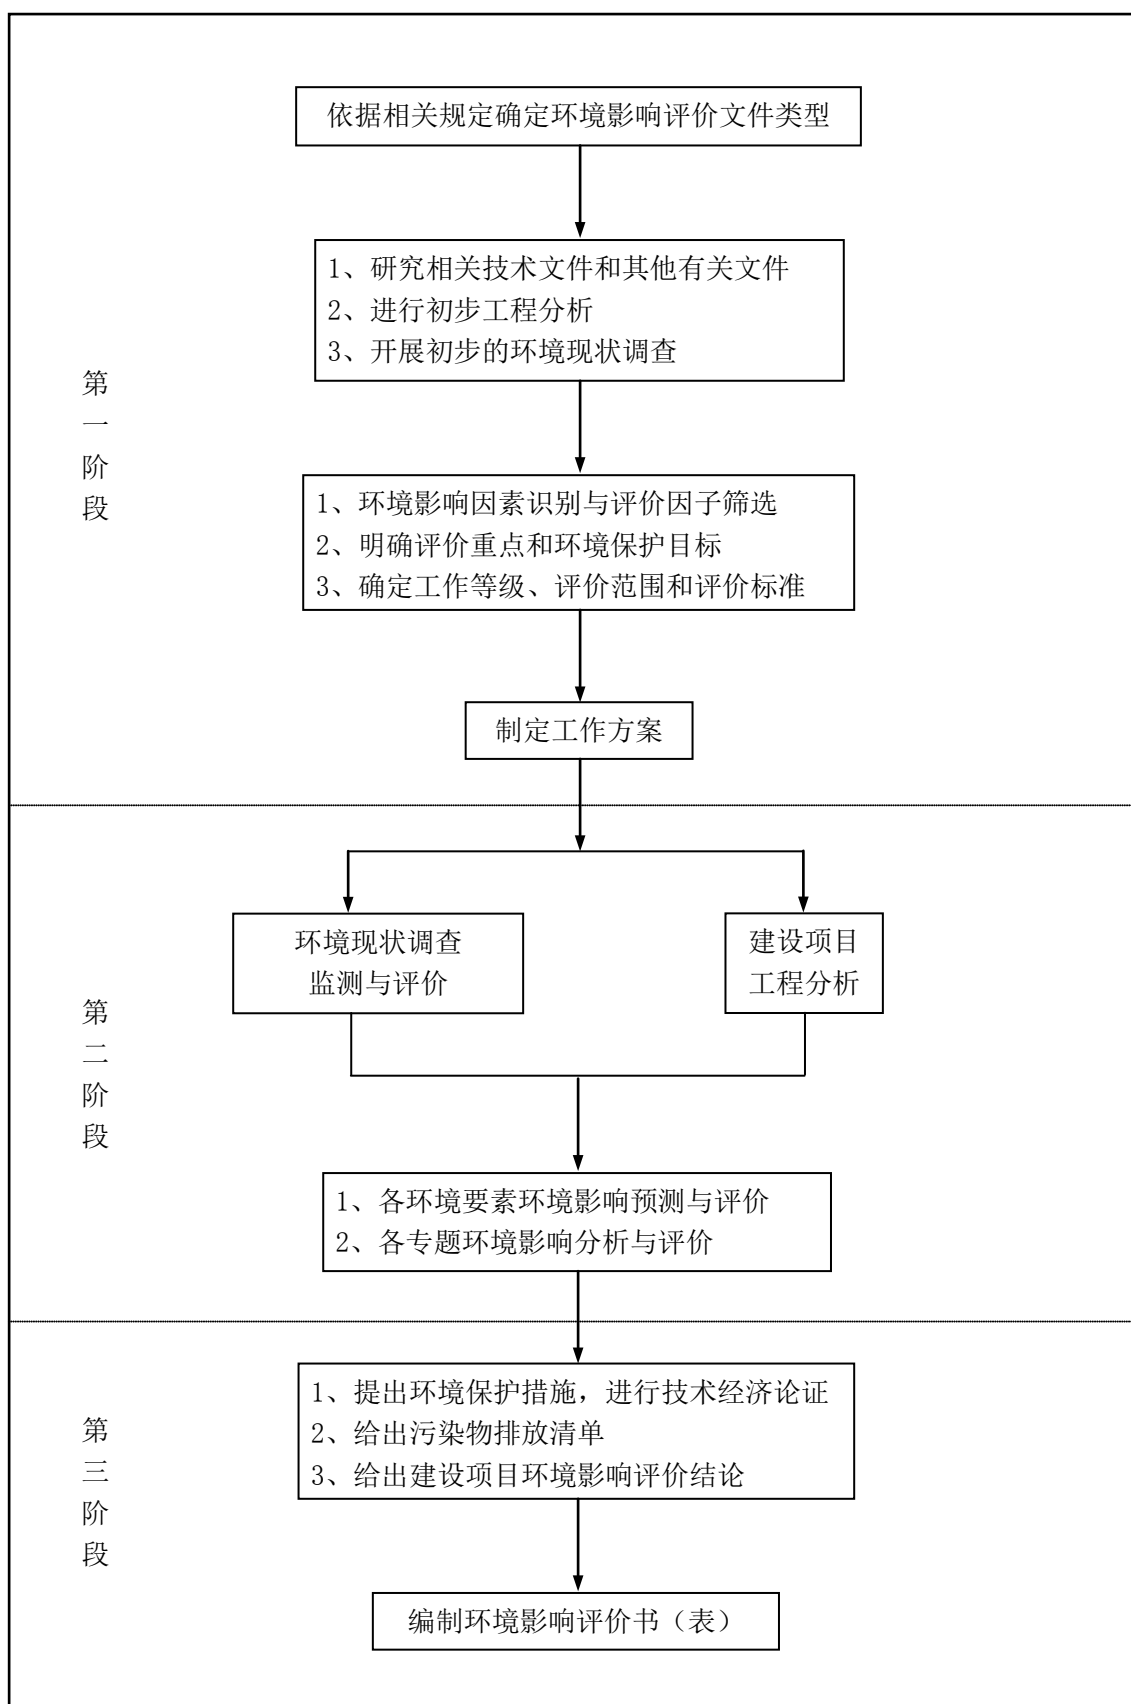 依据相关规定确定环境影响评价文件类型
1、研究相关技术文件和其他有关文件
2、进行初步工程分析
3、开展初步的环境现状调查
第
一
阶
段
1、环境影响因素识别与评价因子筛选
2、明确评价重点和环境保护目标
3、确定工作等级、评价范围和评价标准
制定工作方案
环境现状调查
监测与评价
建设项目
工程分析
第
二
阶
段
1、各环境要素环境影响预测与评价
2、各专题环境影响分析与评价
第
三
阶
段
1、提出环境保护措施，进行技术经济论证
2、给出污染物排放清单
3、给出建设项目环境影响评价结论
编制环境影响评价书（表）